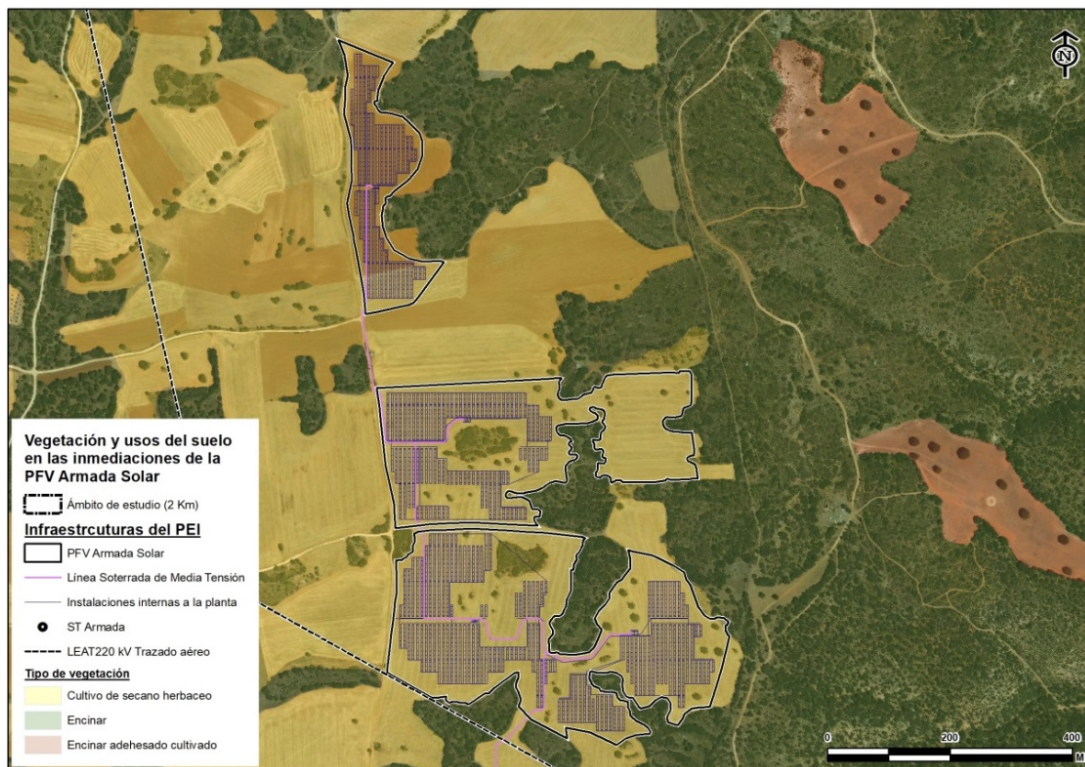 N
Vegetación y usos del suelo
en las inmediaciones de la
PFV Armada Solar
Ámbito de estudio (2 Km)
Infraestrcuturas del PEI
PFV Armada Solar
Línea Soterrada de Media Tensión
Instalaciones internas a la planta
ST Armada
LEAT220 kV Trazado aéreo
Tipo de vegetación
Cultivo de secano herbaceo
Encinar
Encinar adehesado cultivado
0 200 400
M